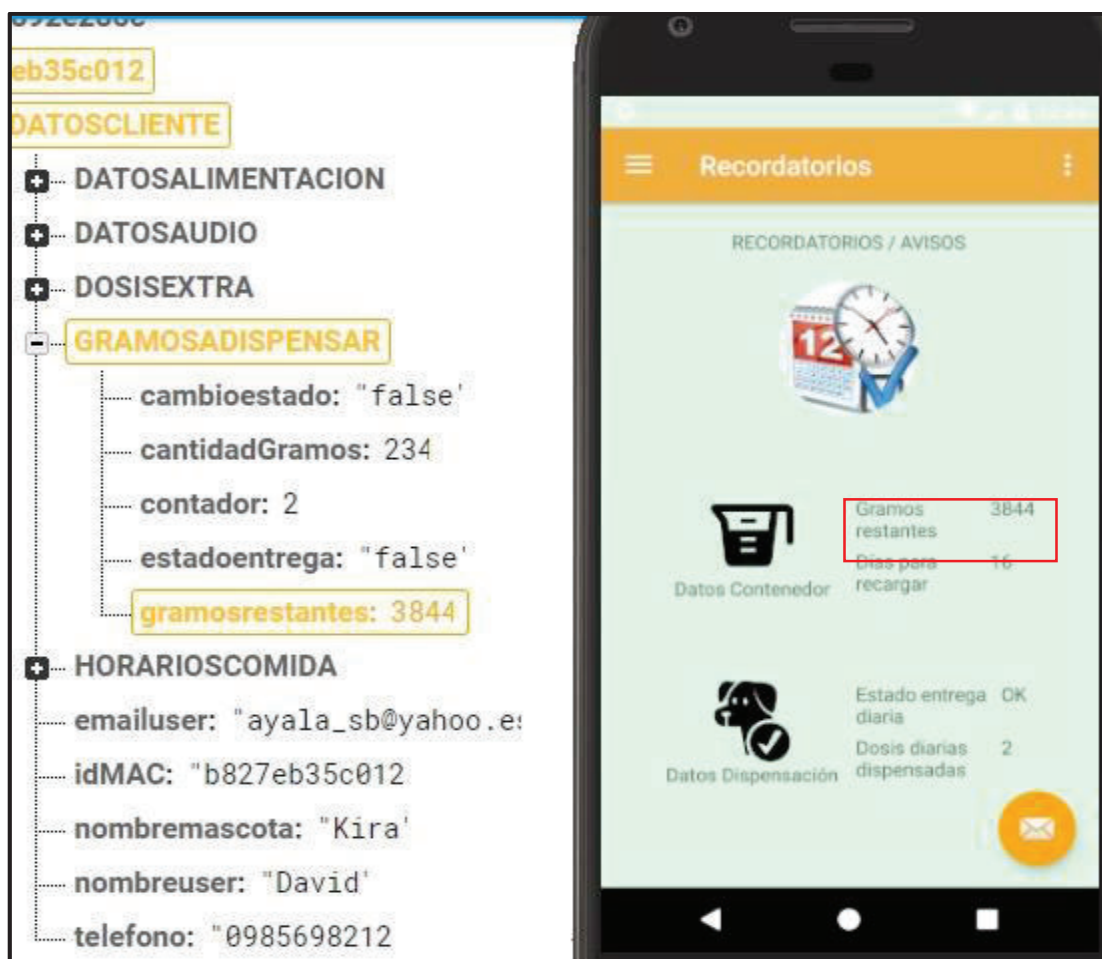 eb35c012
DATOSCLIENTE
DATOSALIMENTACION
DATOSAUDIO
DOSISEXTRA
GRAMOSADISPENSAR
cambioestado: "false'
cantidadGramos: 234
contador: 2
estadoentrega: "false'
gramosrestantes: 3844
HORARIOSCOMIDA
emailuser: "ayala_sb@yahoo.es
idMAC: "b827eb35c012
nombremascota: "Kira'
nombreuser: "David'
telefono: "0985698212
Recordatorios
RECORDATORIOS / AVISOS
12
Gramos 3844
restantes
Días para 16
recargar
Datos Contenedor
Estado entrega OK
diaria
Dosis diarias 2
dispensadas
Datos Dispensación